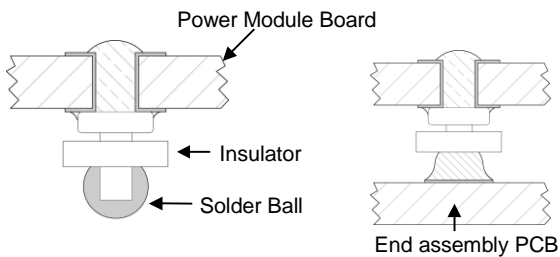 Power Module Board
Insulator
Solder Ball
End assembly PCB